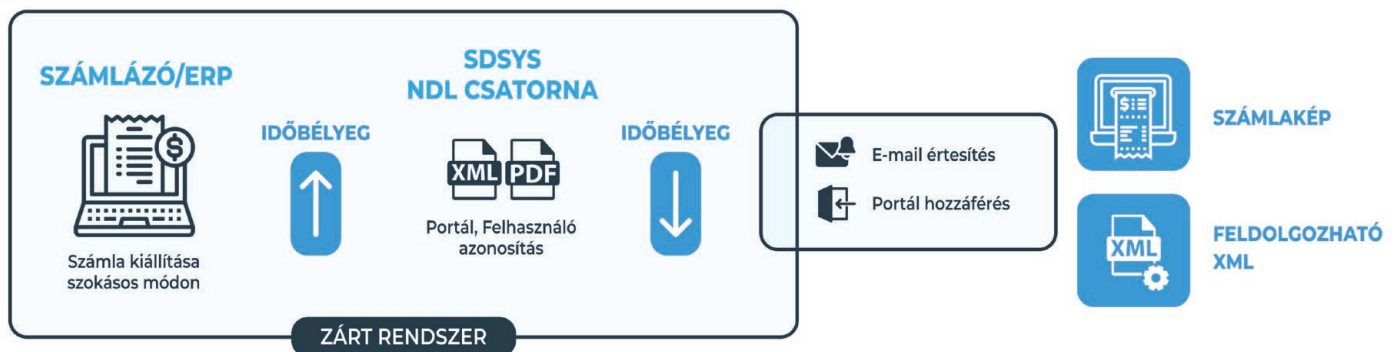 SZÁMLÁZÓ/ERP
$
Számla kiállítása
szokásos módon
IDŐBÉLYEG
SDSYS
NDL CSATORNA
XML PDF
Portál, Felhasználó
azonosítás
IDŐBÉLYEG
ZÁRT RENDSZER
E-mail értesítés
Portál hozzáférés
$
SZÁMLAKÉP
XML
FELDOLGOZHATÓ
XML